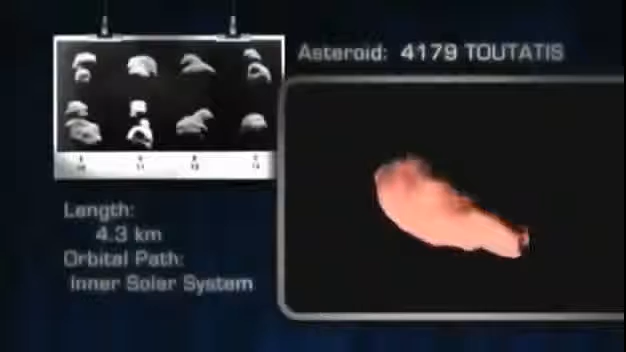 Asteroid: 4179 TOUTATIS
Length:
4.3 km
Orbital Path:
Inner Solar System